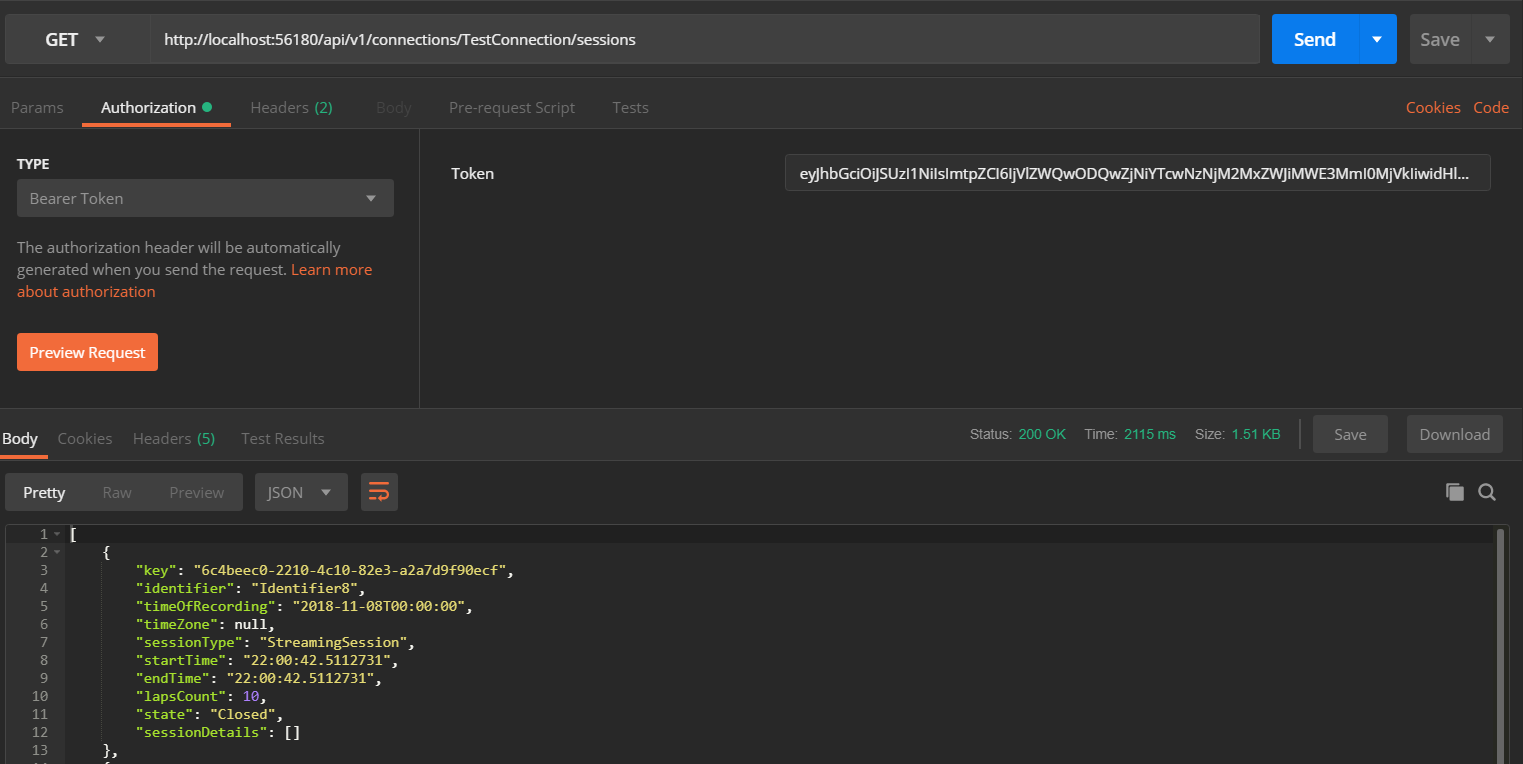 GET http://localhost:56180/api/v1/connections/TestConnection/sessions Send Save
Params Authorization Headers (2) Body Pre-request Script Tests Cookies Code
TYPE
Bearer Token
The authorization header will be automatically
generated when you send the request. Learn more
about authorization
Preview Request
Token eyJhbGciOiJSUzI1NiIsImtpZCI6IjVlZWQwODQwZjNiYTcwNzNjM2MxZWJiMWE3MmI0MjVkIiwidHl...
Body Cookies Headers (5) Test Results Status: 200 OK Time: 2115 ms Size: 1.51 KB Save Download
Pretty Raw Preview JSON
1 [
2 {
3 "key": "6c4beec0-2210-4c10-82e3-a2a7d9f90ecf",
4 "identifier": "Identifier8",
5 "timeOfRecording": "2018-11-08T00:00:00",
6 "timeZone": null,
7 "sessionType": "StreamingSession",
8 "startTime": "22:00:42.5112731",
9 "endTime": "22:00:42.5112731",
10 "lapsCount": 10,
11 "state": "Closed",
12 "sessionDetails": []
13 },